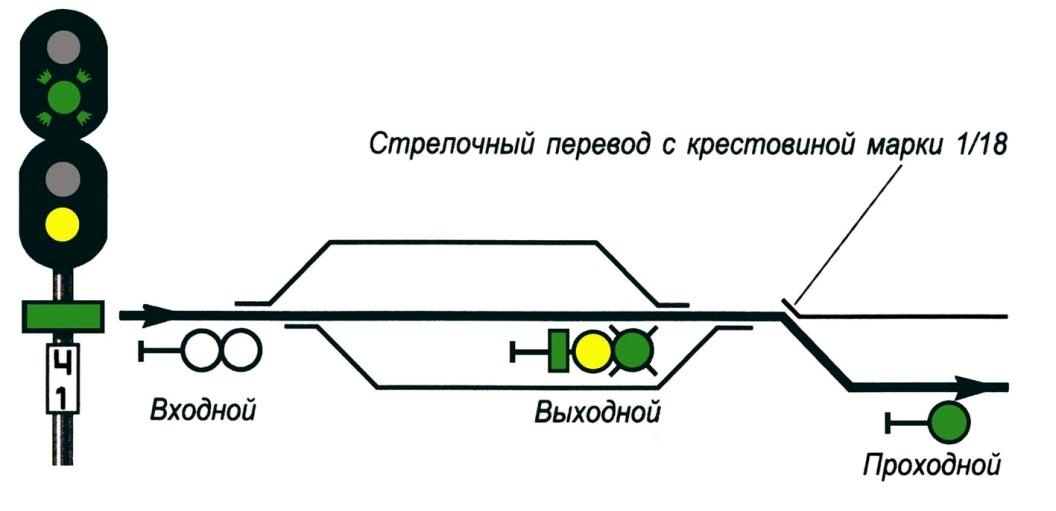 Стрелочный перевод с крестовиной марки 1/18
Ч
1
Входной
Выходной
Проходной